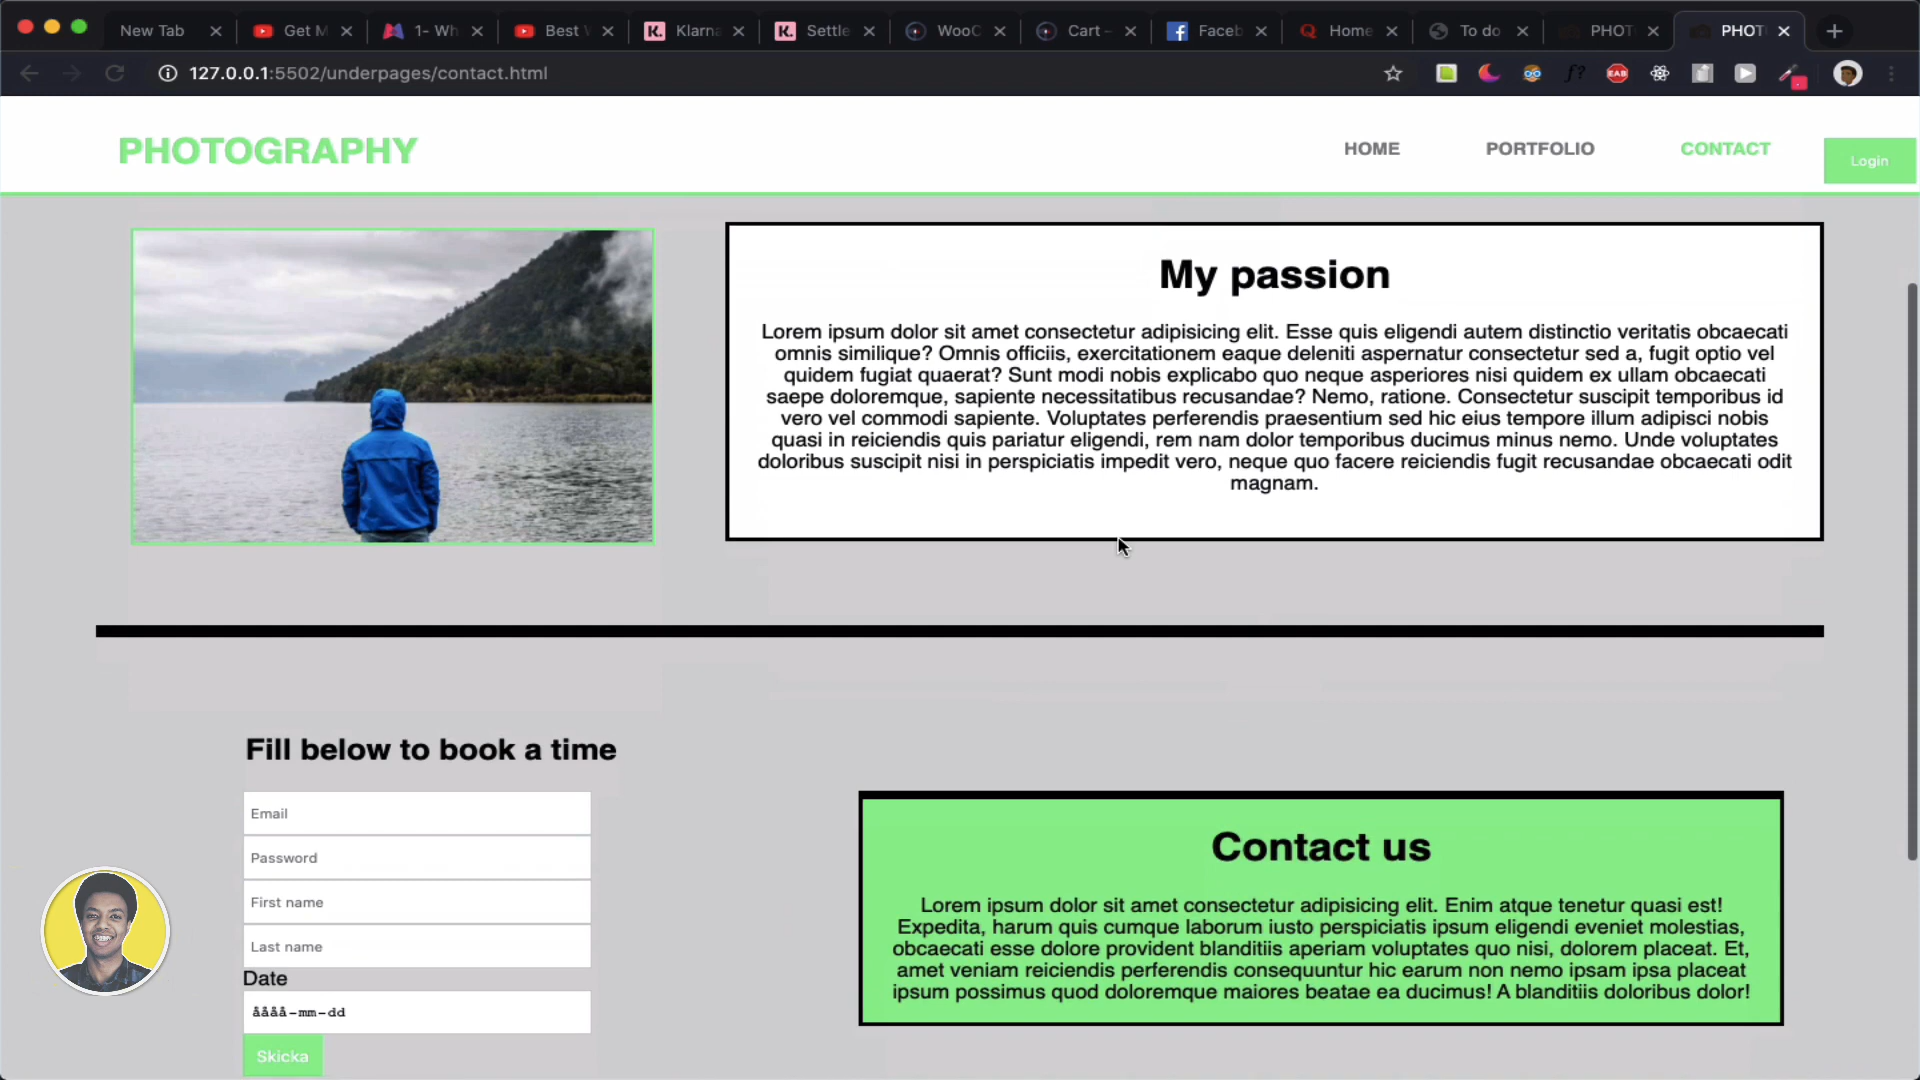 New Tab
Get M
1- Wh
Best V
Klarna
Settle
WooC
Cart –
Faceb
Home
To do
PHOT
PHOT
127.0.0.1:5502/underpages/contact.html
PHOTOGRAPHY
HOME
PORTFOLIO
CONTACT
Login
My passion
Lorem ipsum dolor sit amet consectetur adipisicing elit. Esse quis eligendi autem distinctio veritatis obcaecati
omnis similique? Omnis officiis, exercitationem eaque deleniti aspernatur consectetur sed a, fugit optio vel
quidem fugiat quaerat? Sunt modi nobis explicabo quo neque asperiores nisi quidem ex ullam obcaecati
saepe doloremque, sapiente necessitatibus recusandae? Nemo, ratione. Consectetur suscipit temporibus id
vero vel commodi sapiente. Voluptates perferendis praesentium sed hic eius tempore illum adipisci nobis
quasi in reiciendis quis pariatur eligendi, rem nam dolor temporibus ducimus minus nemo. Unde voluptates
doloribus suscipit nisi in perspiciatis impedit vero, neque quo facere reiciendis fugit recusandae obcaecati odit
magnam.
Fill below to book a time
Email
Password
First name
Last name
Date
åååå-mm-dd
Skicka
Contact us
Lorem ipsum dolor sit amet consectetur adipisicing elit. Enim atque tenetur quasi est!
Expedita, harum quis cumque laborum iusto perspiciatis ipsum eligendi eveniet molestias,
obcaecati esse dolore provident blanditiis aperiam voluptates quo nisi, dolorem placeat. Et,
amet veniam reiciendis perferendis consequuntur hic earum non nemo ipsam ipsa placeat
ipsum possimus quod doloremque maiores beatae ea ducimus! A blanditiis doloribus dolor!